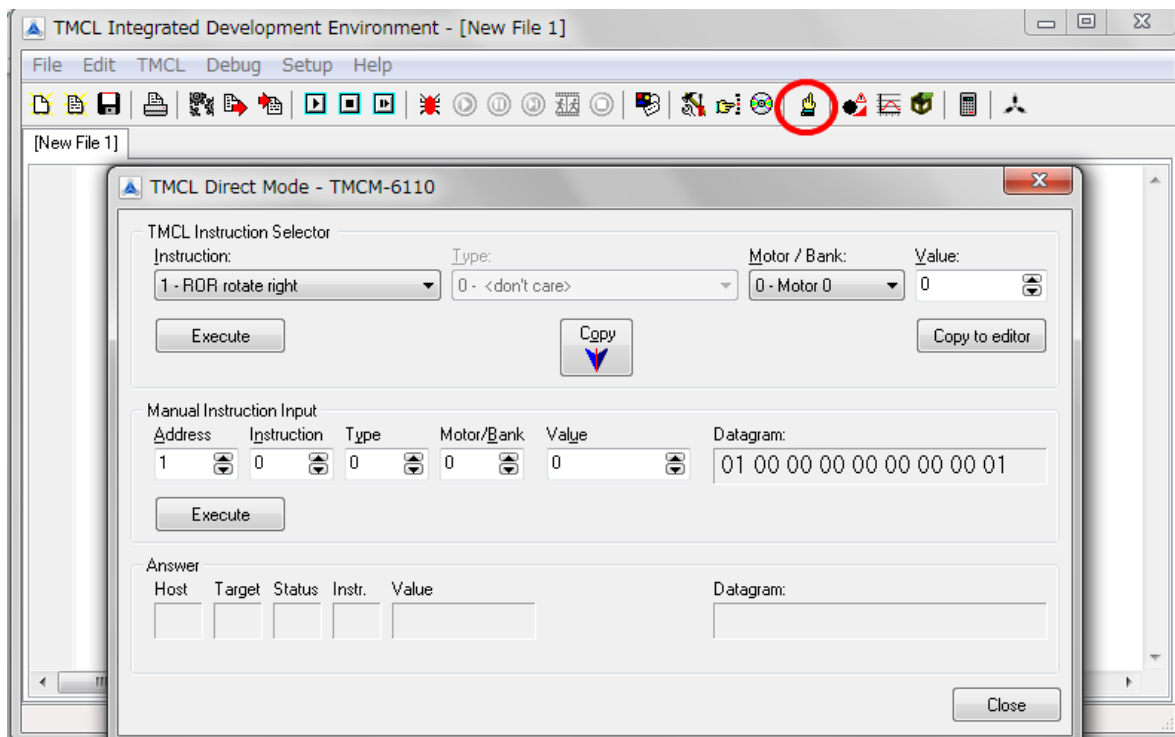 TMCL Integrated Development Environment - [New File 1]
File Edit TMCL Debug Setup Help
[New File 1]
TMCL Direct Mode - TMCM-6110
TMCL Instruction Selector
Instruction: Type: Motor / Bank: Value:
1 - ROR rotate right 0 - <don't care> 0 - Motor 0 0
Execute Copy Copy to editor
Manual Instruction Input
Address Instruction Type Motor/Bank Value Datagram:
1 0 0 0 0 01 00 00 00 00 00 00 00 01
Execute
Answer
Host Target Status Instr. Value Datagram:
Close